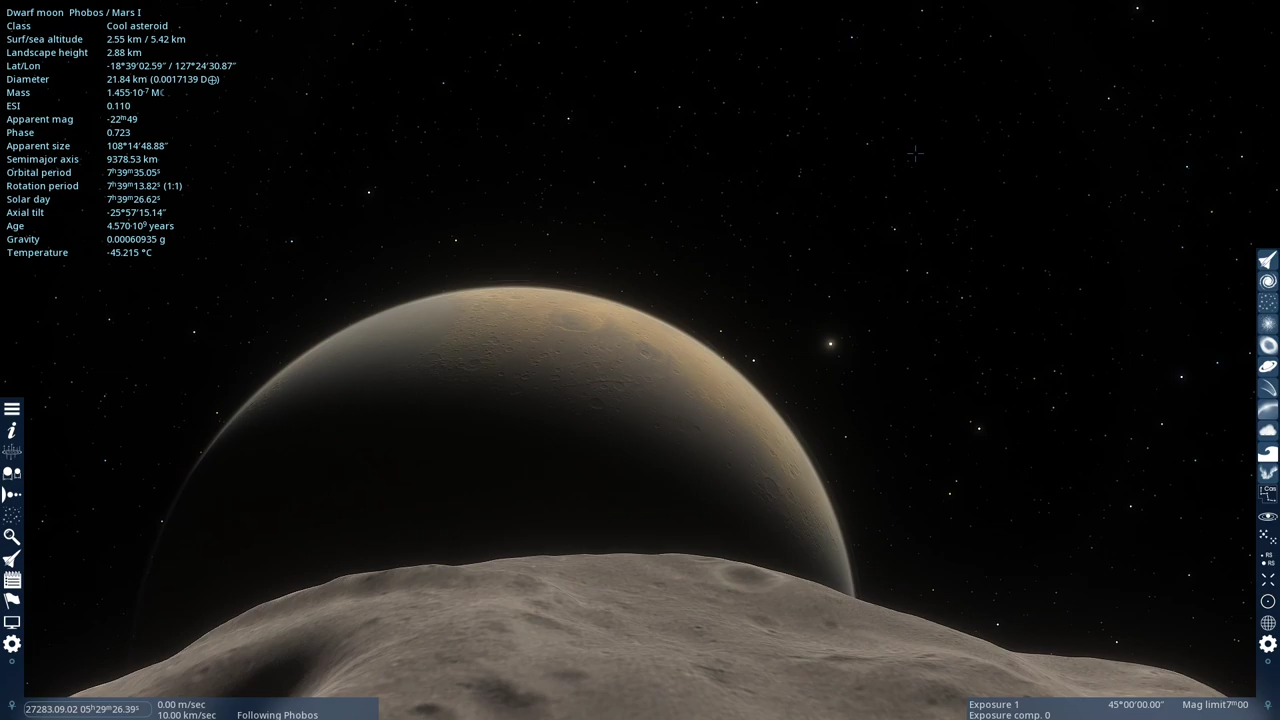 Dwarf moon Phobos / Mars I
Class Cool asteroid
Surf/sea altitude 2.55 km / 5.42 km
Landscape height 2.88 km
Lat/Lon -18°39′02.59″ / 127°24′30.87″
Diameter 21.84 km (0.0017139 D⊕)
Mass 1.455·10⁻⁷ M☾
ESI 0.110
Apparent mag -22ᵐ49
Phase 0.723
Apparent size 108°14′48.88″
Semimajor axis 9378.53 km
Orbital period 7ʰ39ᵐ35.05ˢ
Rotation period 7ʰ39ᵐ13.82ˢ (1:1)
Solar day 7ʰ39ᵐ26.62ˢ
Axial tilt -25°57′15.14″
Age 4.570·10⁹ years
Gravity 0.00060935 g
Temperature -45.215 °C
Can
RS
RS
27283.09.02 05ʰ29ᵐ26.39ˢ
0.00 m/sec
10.00 km/sec Following Phobos
Exposure 1 45°00′00.00″ Mag limit 7ᵐ00
Exposure comp. 0